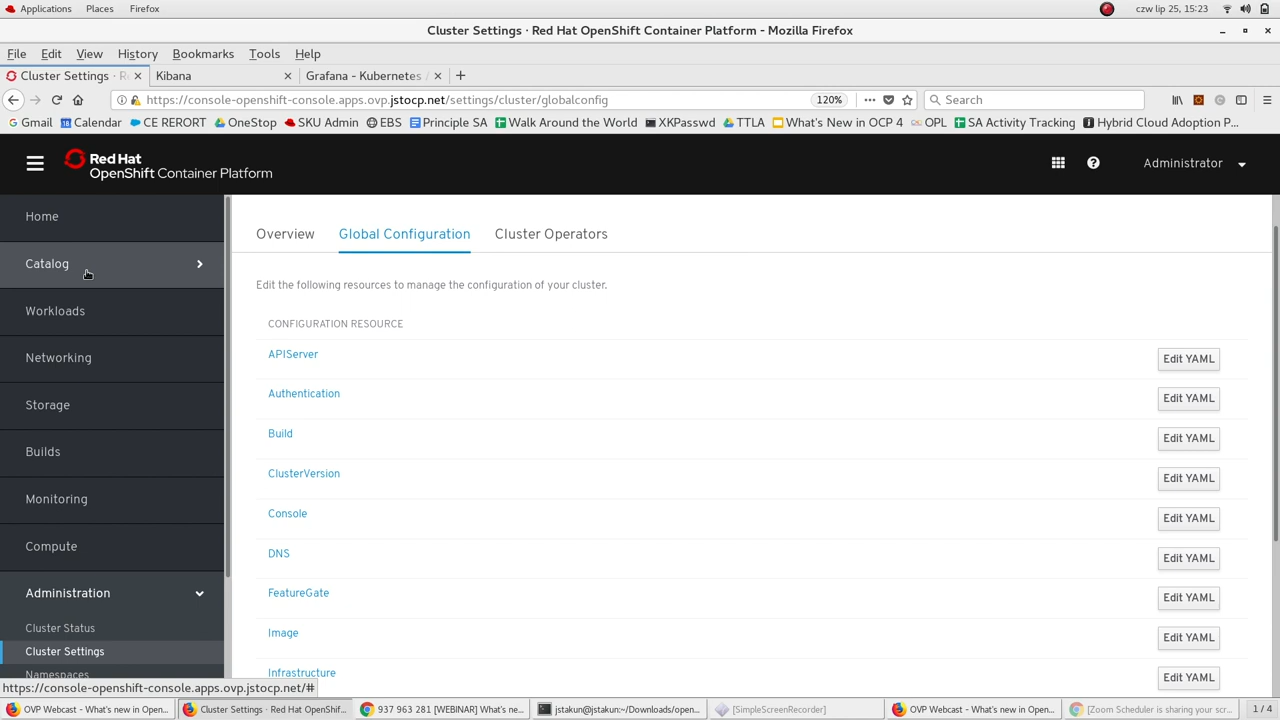 Applications Places Firefox czw lip 25, 15:23
Cluster Settings · Red Hat OpenShift Container Platform - Mozilla Firefox
File Edit View History Bookmarks Tools Help
Cluster Settings · R Kibana Grafana - Kubernetes /
https://console-openshift-console.apps.ovp.jstocp.net/settings/cluster/globalconfig 120% Search
Gmail 18 Calendar CE RERORT OneStop SKU Admin EBS Principle SA Walk Around the World XKPasswd TTLA What's New in OCP 4 OPL SA Activity Tracking Hybrid Cloud Adoption P...
Red Hat
OpenShift Container Platform
Administrator
Home
Catalog
Workloads
Networking
Storage
Builds
Monitoring
Compute
Administration
Cluster Status
Cluster Settings
Namespaces
Overview Global Configuration Cluster Operators
Edit the following resources to manage the configuration of your cluster.
CONFIGURATION RESOURCE
APIServer Edit YAML
Authentication Edit YAML
Build Edit YAML
ClusterVersion Edit YAML
Console Edit YAML
DNS Edit YAML
FeatureGate Edit YAML
Image Edit YAML
Infrastructure Edit YAML
https://console-openshift-console.apps.ovp.jstocp.net/#
OVP Webcast - What's new in Open... Cluster Settings · Red Hat OpenShif... 937 963 281 [WEBINAR] What's ne... jstakun@jstakun:~/Downloads/open... [SimpleScreenRecorder] OVP Webcast - What's new in Open... [Zoom Scheduler is sharing your scr... 1 / 4